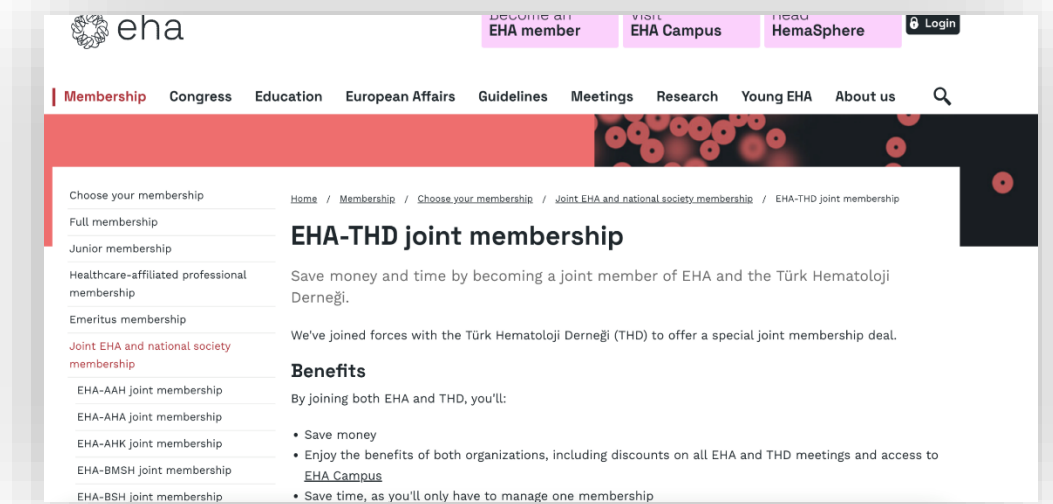 eha
Become an
EHA member
Visit
EHA Campus
Read
HemaSphere
Login
Membership Congress Education European Affairs Guidelines Meetings Research Young EHA About us
Choose your membership
Full membership
Junior membership
Healthcare-affiliated professional
membership
Emeritus membership
Joint EHA and national society
membership
EHA-AAH joint membership
EHA-AHA joint membership
EHA-AHK joint membership
EHA-BMSH joint membership
EHA-BSH joint membership
Home / Membership / Choose your membership / Joint EHA and national society membership / EHA-THD joint membership
EHA-THD joint membership
Save money and time by becoming a joint member of EHA and the Türk Hematoloji
Derneği.
We've joined forces with the Türk Hematoloji Derneği (THD) to offer a special joint membership deal.
Benefits
By joining both EHA and THD, you'll:
• Save money
• Enjoy the benefits of both organizations, including discounts on all EHA and THD meetings and access to
EHA Campus
• Save time, as you'll only have to manage one membership